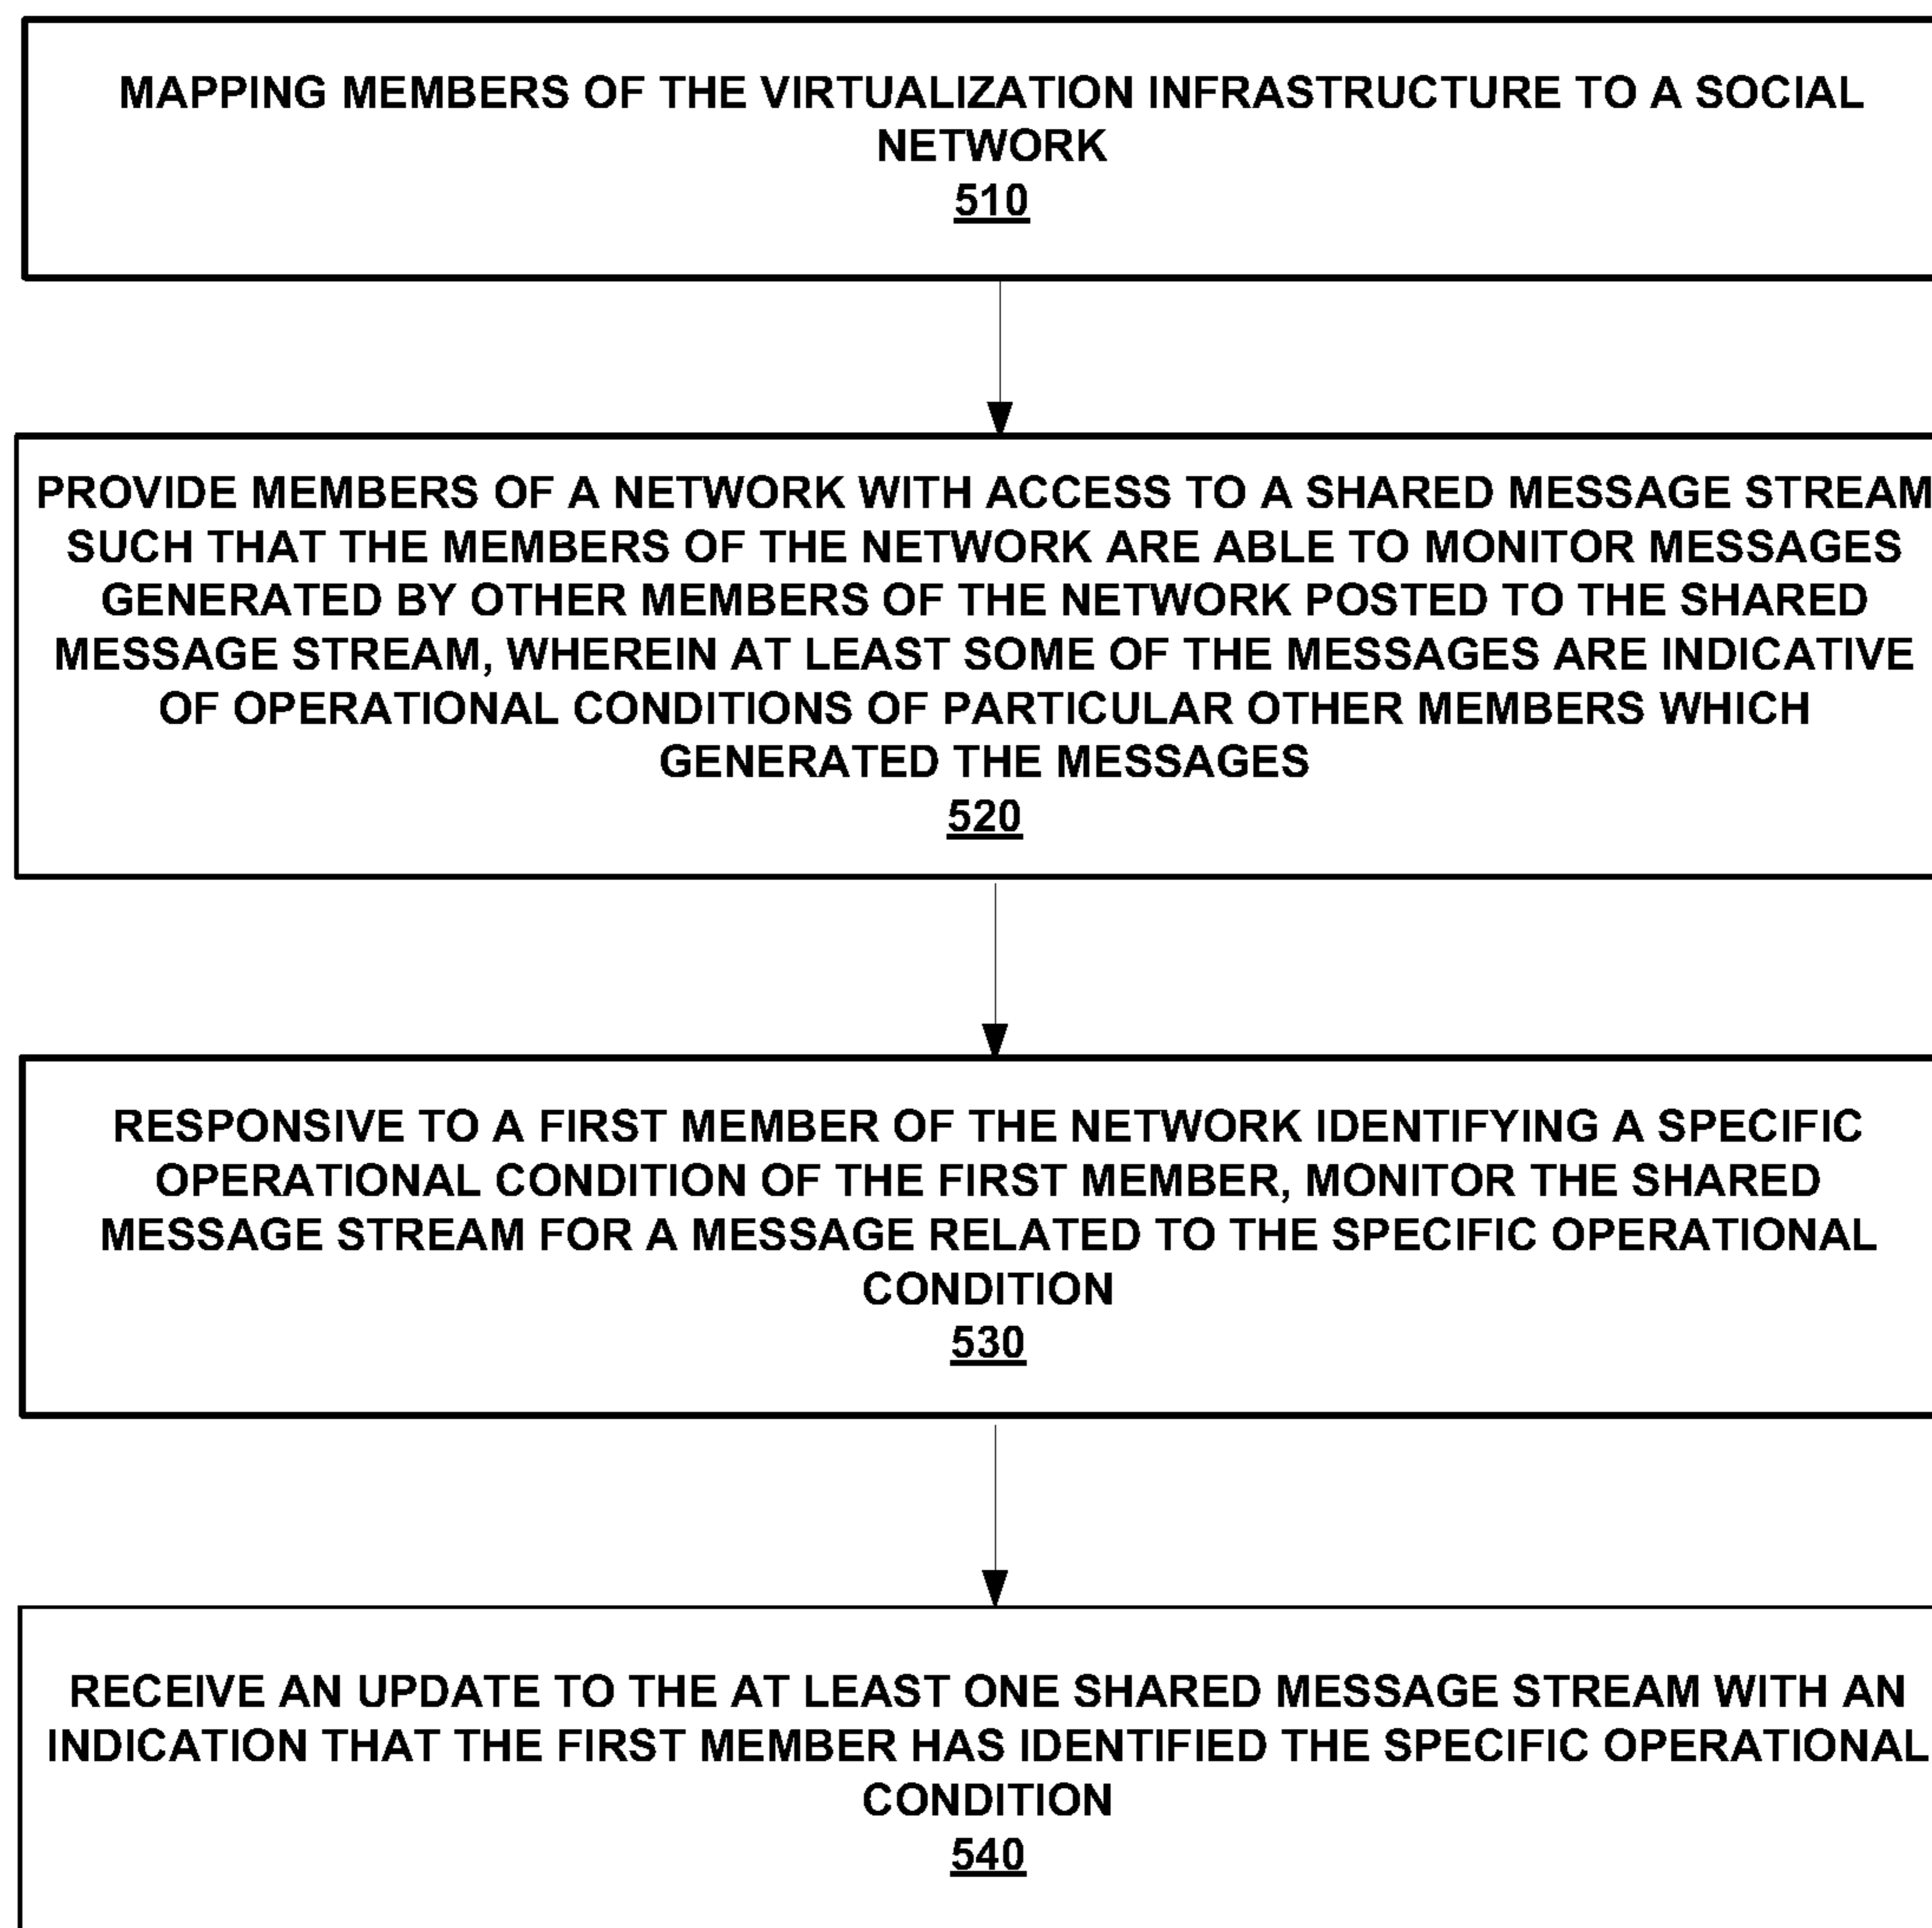 MAPPING MEMBERS OF THE VIRTUALIZATION INFRASTRUCTURE TO A SOCIAL
NETWORK
510
PROVIDE MEMBERS OF A NETWORK WITH ACCESS TO A SHARED MESSAGE STREAM
SUCH THAT THE MEMBERS OF THE NETWORK ARE ABLE TO MONITOR MESSAGES
GENERATED BY OTHER MEMBERS OF THE NETWORK POSTED TO THE SHARED
MESSAGE STREAM, WHEREIN AT LEAST SOME OF THE MESSAGES ARE INDICATIVE
OF OPERATIONAL CONDITIONS OF PARTICULAR OTHER MEMBERS WHICH
GENERATED THE MESSAGES
520
RESPONSIVE TO A FIRST MEMBER OF THE NETWORK IDENTIFYING A SPECIFIC
OPERATIONAL CONDITION OF THE FIRST MEMBER, MONITOR THE SHARED
MESSAGE STREAM FOR A MESSAGE RELATED TO THE SPECIFIC OPERATIONAL
CONDITION
530
RECEIVE AN UPDATE TO THE AT LEAST ONE SHARED MESSAGE STREAM WITH AN
INDICATION THAT THE FIRST MEMBER HAS IDENTIFIED THE SPECIFIC OPERATIONAL
CONDITION
540